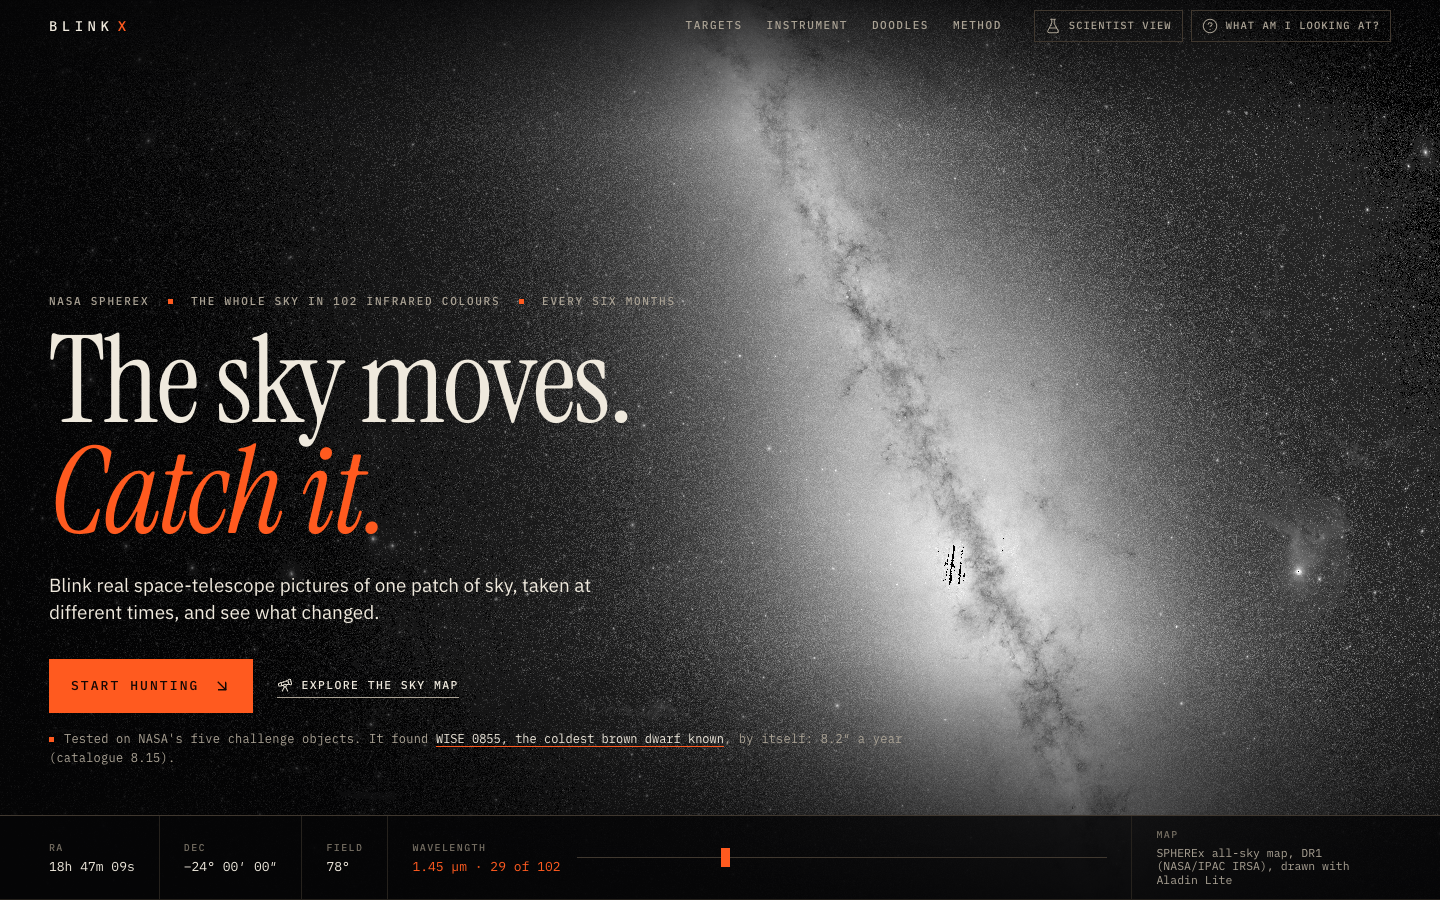 BLINK X
TARGETS INSTRUMENT DOODLES METHOD SCIENTIST VIEW WHAT AM I LOOKING AT?
NASA SPHEREX ▪ THE WHOLE SKY IN 102 INFRARED COLOURS ▪ EVERY SIX MONTHS
The sky moves.
Catch it.
Blink real space-telescope pictures of one patch of sky, taken at
different times, and see what changed.
START HUNTING
EXPLORE THE SKY MAP
Tested on NASA's five challenge objects. It found WISE 0855, the coldest brown dwarf known, by itself: 8.2″ a year
(catalogue 8.15).
RA
18h 47m 09s
DEC
−24° 00′ 00″
FIELD
78°
WAVELENGTH
1.45 µm · 29 of 102
MAP
SPHEREx all-sky map, DR1
(NASA/IPAC IRSA), drawn with
Aladin Lite